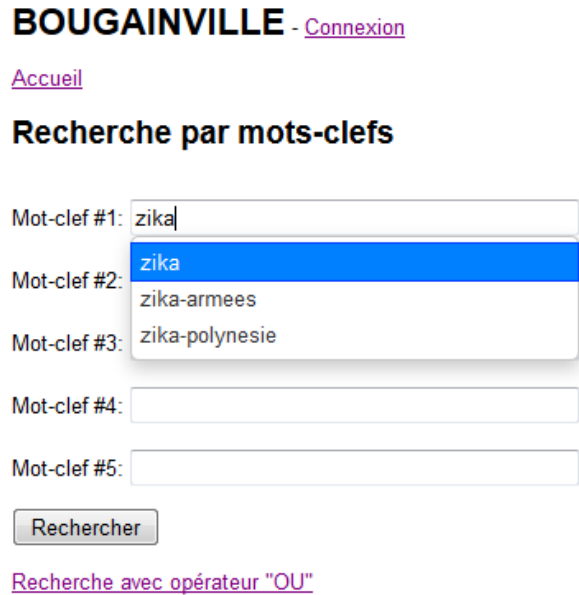 BOUGAINVILLE - Connexion
Accueil
Recherche par mots-clefs
Mot-clef #1: zika
zika
Mot-clef #2:
zika-armees
zika-polynesie
Mot-clef #3:
Mot-clef #4:
Mot-clef #5:
Rechercher
Recherche avec opérateur "OU"